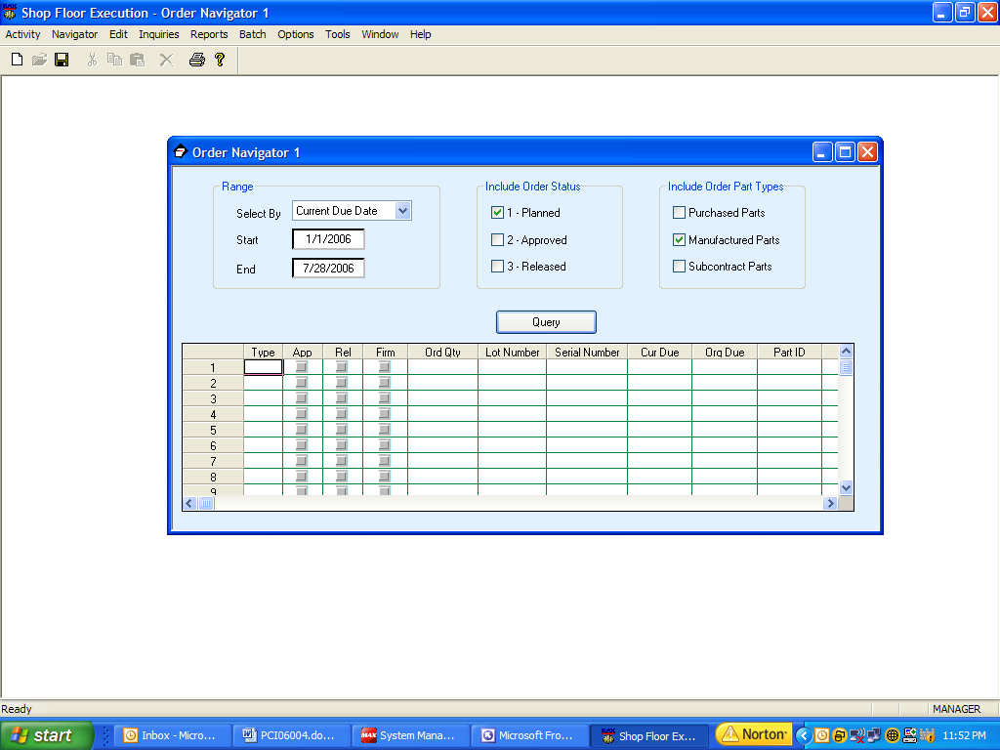 Shop Floor Execution - Order Navigator 1
Activity Navigator Edit Inquiries Reports Batch Options Tools Window Help
Order Navigator 1
Range
Select By Current Due Date
Start 1/1/2006
End 7/28/2006
Include Order Status
1 - Planned
2 - Approved
3 - Released
Include Order Part Types
Purchased Parts
Manufactured Parts
Subcontract Parts
Query
Type App Rel Firm Ord Qty Lot Number Serial Number Cur Due Org Due Part ID
1
2
3
4
5
6
7
8
9
Ready MANAGER
start Inbox - Micro... PCI06004.do... MAX System Mana... Microsoft Fro... Shop Floor Ex... Norton 11:52 PM